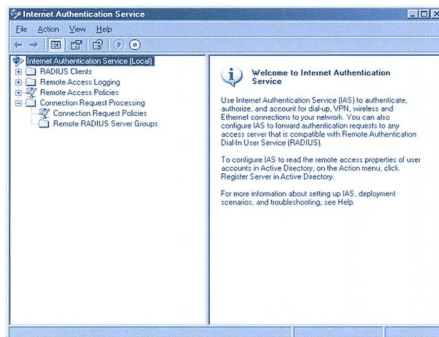 Internet Authentication Service
File Action View Help
Internet Authentication Service (Local)
RADIUS Clients
Remote Access Logging
Remote Access Policies
Connection Request Processing
Connection Request Policies
Remote RADIUS Server Groups
Welcome to Internet Authentication
Service
Use Internet Authentication Service (IAS) to authenticate,
authorize, and account for dial-up, VPN, wireless and
Ethernet connections to your network. You can also
configure IAS to forward authentication requests to any
access server that is compatible with Remote Authentication
Dial-In User Service (RADIUS).
To configure IAS to read the remote access properties of user
accounts in Active Directory, on the Action menu, click
Register Server in Active Directory.
For more information about setting up IAS, deployment
scenarios, and troubleshooting, see Help.